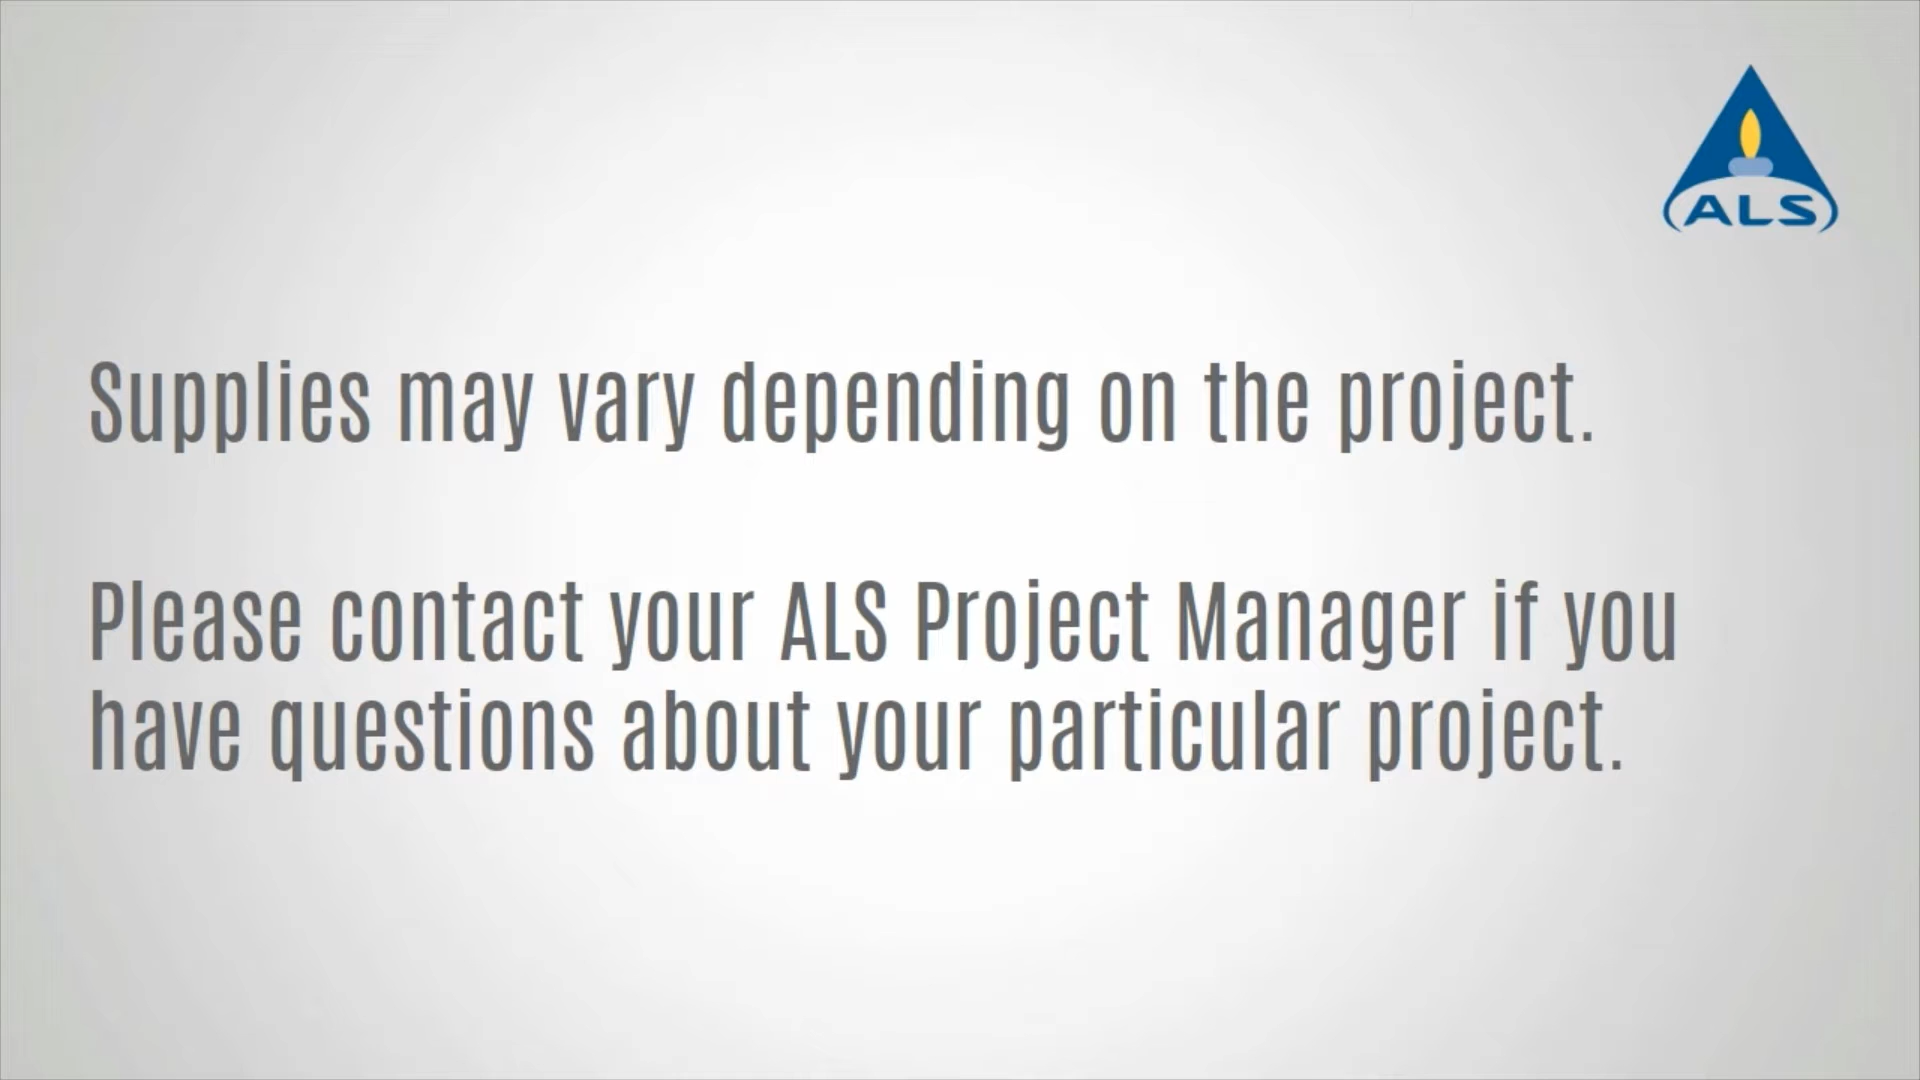 ALS
Supplies may vary depending on the project.
Please contact your ALS Project Manager if you
have questions about your particular project.